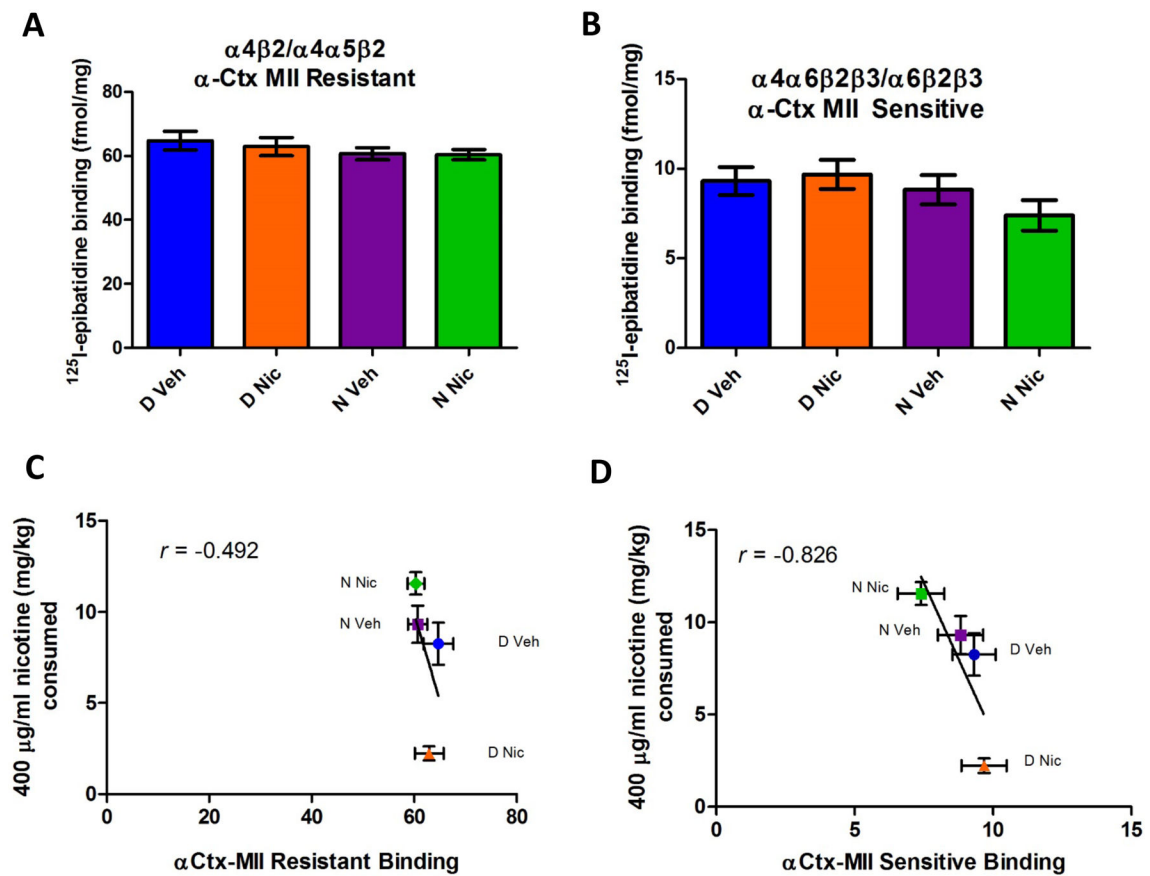 A
α4β2/α4α5β2
α-Ctx MII Resistant
¹²⁵I-epibatidine binding (fmol/mg)
80
60
40
20
0
D Veh
D Nic
N Veh
N Nic
B
α4α6β2β3/α6β2β3
α-Ctx MII Sensitive
¹²⁵I-epibatidine binding (fmol/mg)
15
10
5
0
D Veh
D Nic
N Veh
N Nic
C
400 µg/ml nicotine (mg/kg)
consumed
15
10
5
0
r = -0.492
N Nic
N Veh
D Veh
D Nic
0 20 40 60 80
αCtx-MII Resistant Binding
D
400 µg/ml nicotine (mg/kg)
consumed
15
10
5
0
r = -0.826
N Nic
N Veh
D Veh
D Nic
0 5 10 15
αCtx-MII Sensitive Binding